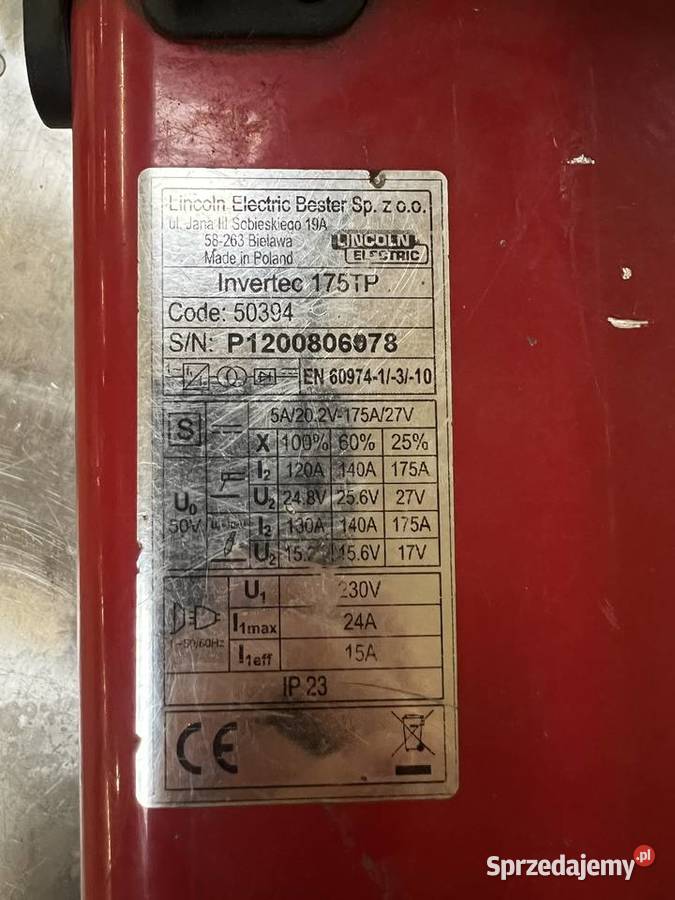 Lincoln Electric Bester Sp. z o.o.
ul. Jana III Sobieskiego 19A
58-263 Bielawa
Made in Poland
LINCOLN
ELECTRIC
Invertec 175TP
Code: 50394
S/N: P1200806078
EN 60974-1/-3/-10
S
5A/20.2V-175A/27V
X 100% 60% 25%
I2 120A 140A 175A
U2 24.8V 25.6V 27V
U0
50V
I2 130A 140A 175A
U2 15.6V 17V
U1 230V
I1max 24A
1~50/60Hz
I1eff 15A
IP 23
CE
Sprzedajemy.pl